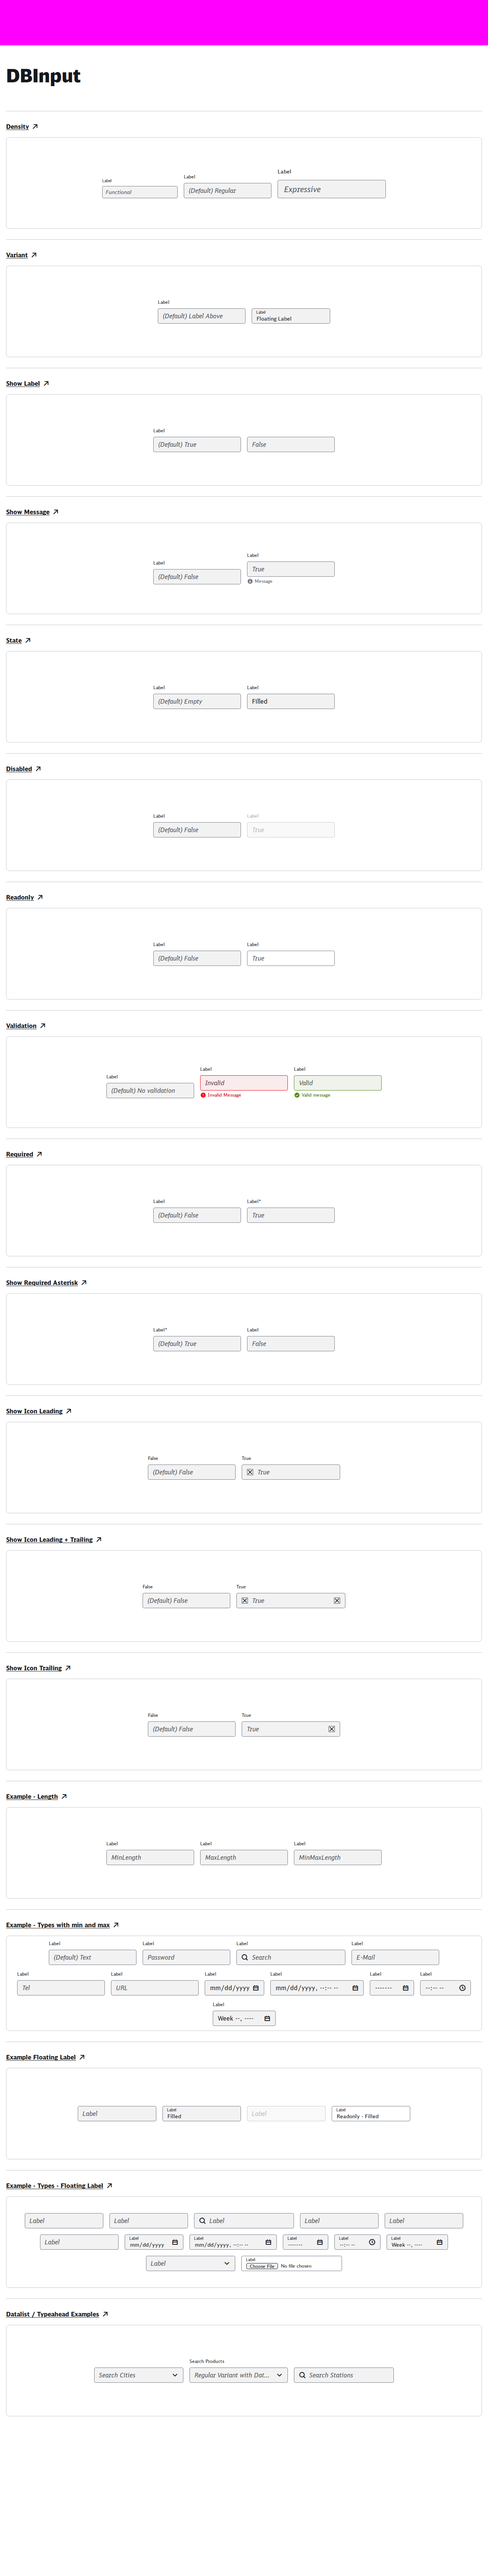 DBInput
Density
Label
Functional
Label
(Default) Regular
Label
Expressive
Variant
Label
(Default) Label Above
Label
Floating Label
Show Label
Label
(Default) True
False
Show Message
Label
(Default) False
Label
True
Message
State
Label
(Default) Empty
Label
Filled
Disabled
Label
(Default) False
Label
True
Readonly
Label
(Default) False
Label
True
Validation
Label
(Default) No validation
Label
Invalid
Invalid Message
Label
Valid
Valid message
Required
Label
(Default) False
Label*
True
Show Required Asterisk
Label*
(Default) True
Label
False
Show Icon Leading
False
(Default) False
True
True
Show Icon Leading + Trailing
False
(Default) False
True
True
Show Icon Trailing
False
(Default) False
True
True
Example - Length
Label
MinLength
Label
MaxLength
Label
MinMaxLength
Example - Types with min and max
Label
(Default) Text
Label
Password
Label
Search
Label
E-Mail
Label
Tel
Label
URL
Label
mm/dd/yyyy
Label
mm/dd/yyyy, --:-- --
Label
-------
Label
--:-- --
Label
Week --, ----
Example Floating Label
Label
Label
Filled
Label
Label
Readonly - Filled
Example - Types - Floating Label
Label
Label
Label
Label
Label
Label
Label
mm/dd/yyyy
Label
mm/dd/yyyy, --:-- --
Label
-------
Label
--:-- --
Label
Week --, ----
Label
Label
Choose File No file chosen
Datalist / Typeahead Examples
Search Cities
Search Products
Regular Variant with Dat...
Search Stations